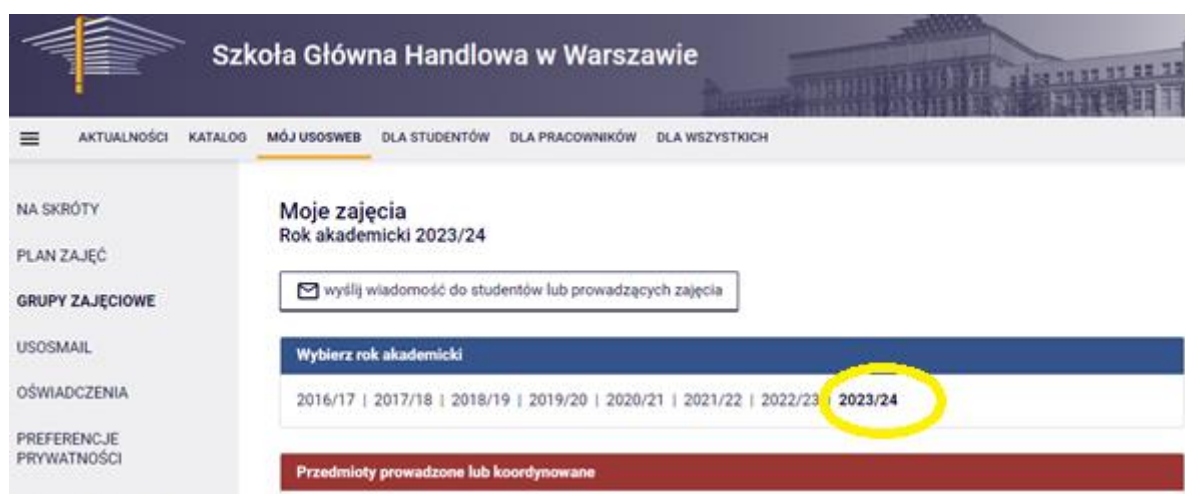 Szkoła Główna Handlowa w Warszawie
AKTUALNOŚCI KATALOG MÓJ USOSWEB DLA STUDENTÓW DLA PRACOWNIKÓW DLA WSZYSTKICH
NA SKRÓTY
PLAN ZAJĘĆ
GRUPY ZAJĘCIOWE
USOSMAIL
OŚWIADCZENIA
PREFERENCJE
PRYWATNOŚCI
Moje zajęcia
Rok akademicki 2023/24
wyślij wiadomość do studentów lub prowadzących zajęcia
Wybierz rok akademicki
2016/17 | 2017/18 | 2018/19 | 2019/20 | 2020/21 | 2021/22 | 2022/23 | 2023/24
Przedmioty prowadzone lub koordynowane